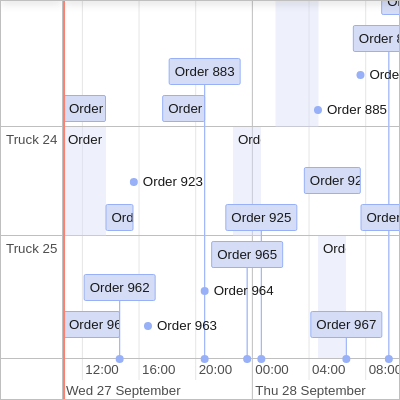 Order 8
Order 883
Orde
Order
Order
Order 885
Truck 24
Order
Ord
Order 923
Order 92
Ord
Order 925
Order
Truck 25
Ord
Order 965
Order 962
Order 964
Order 96
Order 963
Order 967
12:00
16:00
20:00
00:00
04:00
08:00
Wed 27 September
Thu 28 September